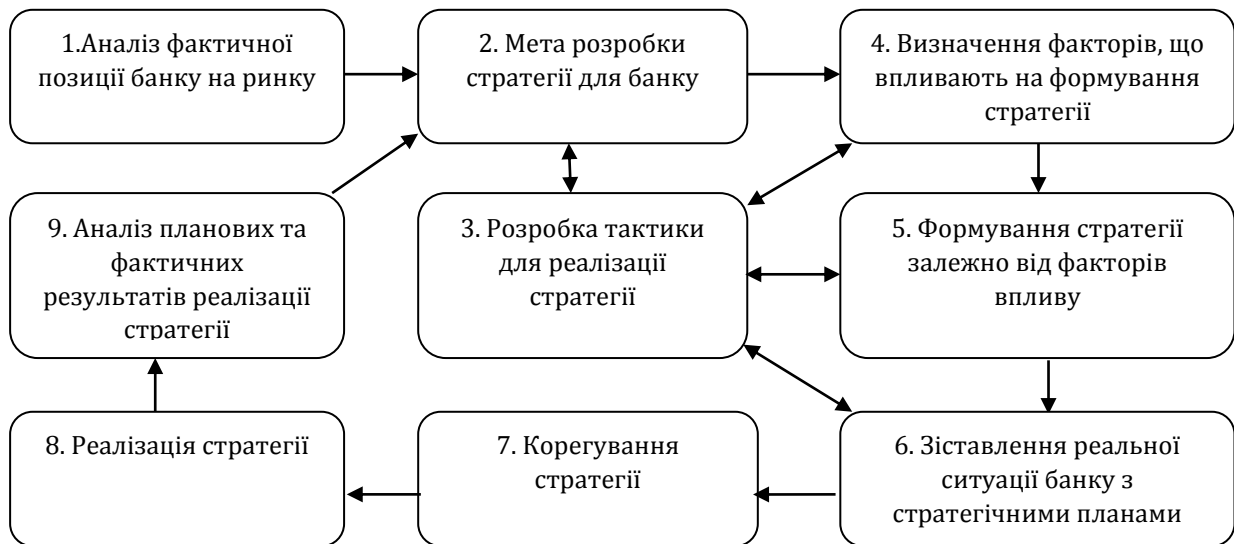 1.Аналіз фактичної
позиції банку на ринку
2. Мета розробки
стратегії для банку
4. Визначення факторів, що
впливають на формування
стратегії
9. Аналіз планових та
фактичних
результатів реалізації
стратегії
3. Розробка тактики
для реалізації
стратегії
5. Формування стратегії
залежно від факторів
впливу
8. Реалізація стратегії
7. Корегування
стратегії
6. Зіставлення реальної
ситуації банку з
стратегічними планами